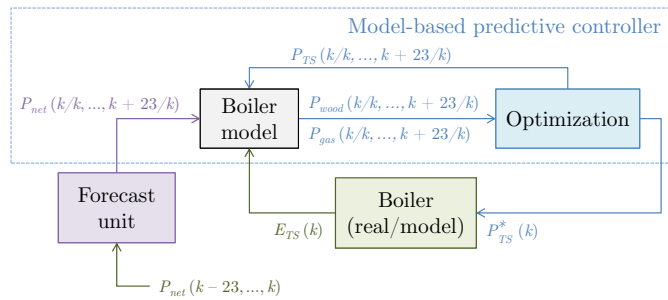 Model-based predictive controller
P_TS (k/k, ..., k + 23/k)
P_net (k/k, ..., k + 23/k)
Boiler
model
P_wood (k/k, ..., k + 23/k)
P_gas (k/k, ..., k + 23/k)
Optimization
Forecast
unit
Boiler
(real/model)
E_TS (k)
P*_TS (k)
P_net (k − 23, ..., k)